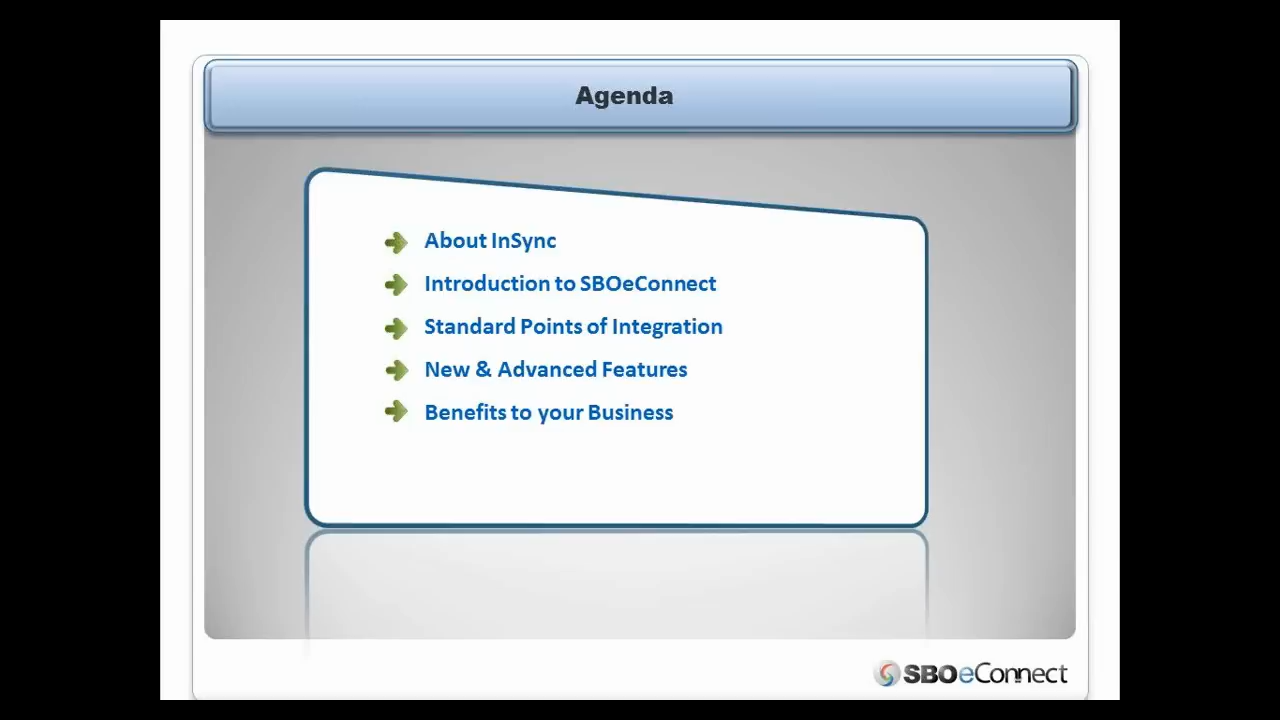 Agenda
About InSync
Introduction to SBOeConnect
Standard Points of Integration
New & Advanced Features
Benefits to your Business
SBOeConnect